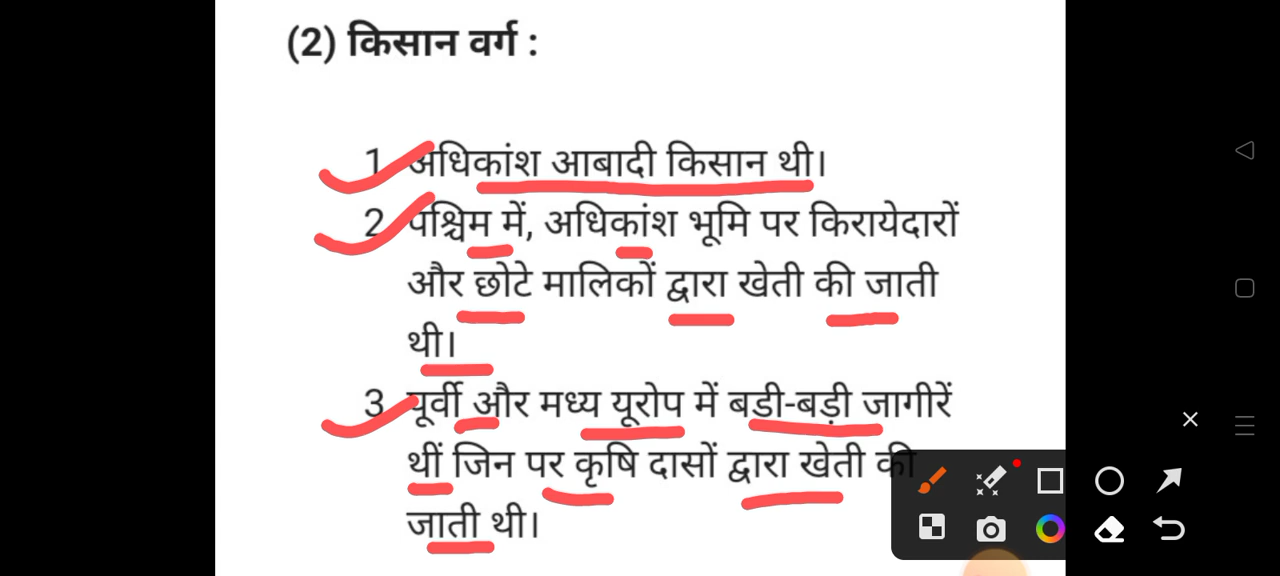 (2) किसान वर्ग :
1 अधिकांश आबादी किसान थी।
2 पश्चिम में, अधिकांश भूमि पर किरायेदारों
और छोटे मालिकों द्वारा खेती की जाती
थी।
3 पूर्वी और मध्य यूरोप में बडी-बड़ी जागीरें
थीं जिन पर कृषि दासों द्वारा खेती की
जाती थी।